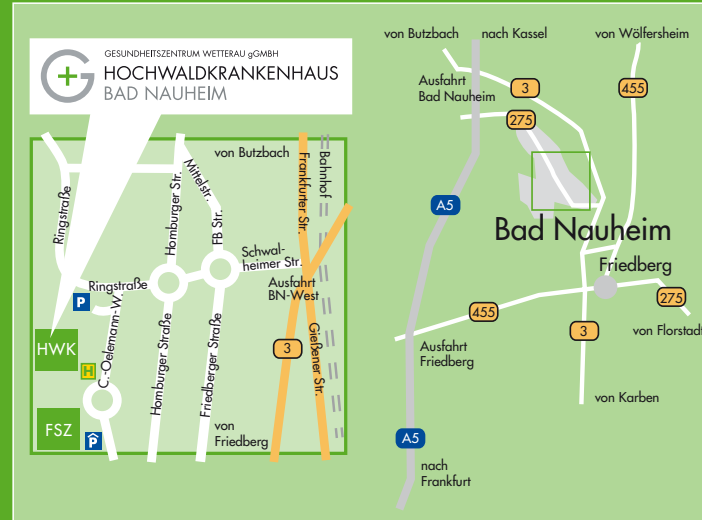 GESUNDHEITSZENTRUM WETTERAU gGMBH
HOCHWALDKRANKENHAUS
BAD NAUHEIM
von Butzbach
Ringstraße
Homburger Str.
Mittelstr.
FB Str.
Frankfurter Str.
Bahnhof
Schwal-
heimer Str.
Ringstraße
Ausfahrt
BN-West
P
HWK
H
C.-Oelemann-W.
Homburger Straße
Friedberger Straße
3
Gießener Str.
FSZ
P
von
Friedberg
von Butzbach
nach Kassel
von Wölfersheim
Ausfahrt
Bad Nauheim
3
455
275
A5
Bad Nauheim
Friedberg
275
455
3
von Florstadt
Ausfahrt
Friedberg
von Karben
A5
nach
Frankfurt